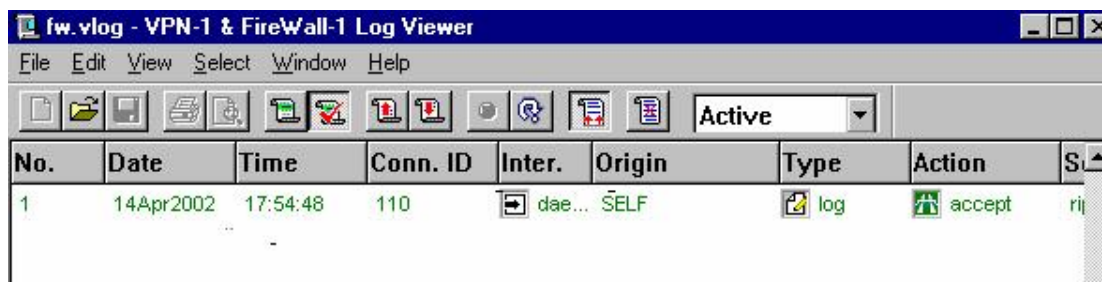 fw.vlog - VPN-1 & FireWall-1 Log Viewer
File Edit View Select Window Help
Active
No. Date Time Conn. ID Inter. Origin Type Action
1 14Apr2002 17:54:48 110 dae... SELF log accept